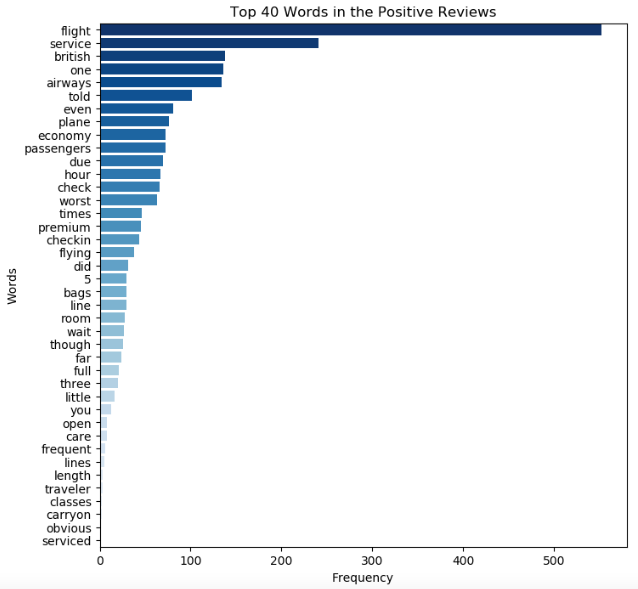 Top 40 Words in the Positive Reviews
flight
service
british
one
airways
told
even
plane
economy
passengers
due
hour
check
worst
times
premium
checkin
flying
did
5
bags
line
room
wait
though
far
full
three
little
you
open
care
frequent
lines
length
traveler
classes
carryon
obvious
serviced
Words
0 100 200 300 400 500
Frequency